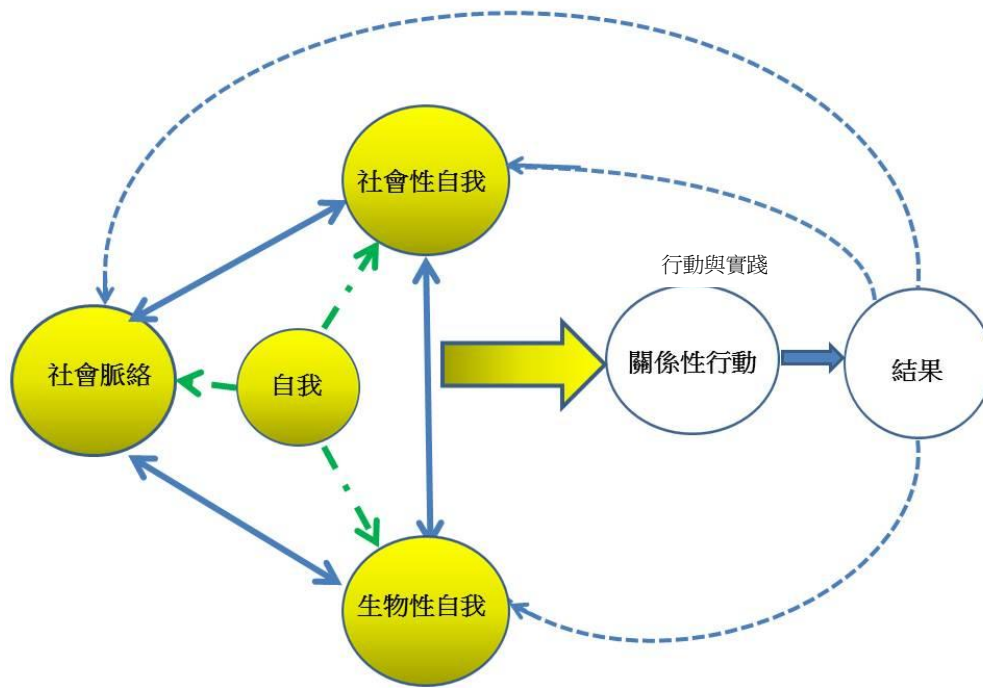 社會性自我
行動與實踐
社會脈絡
自我
關係性行動
結果
生物性自我